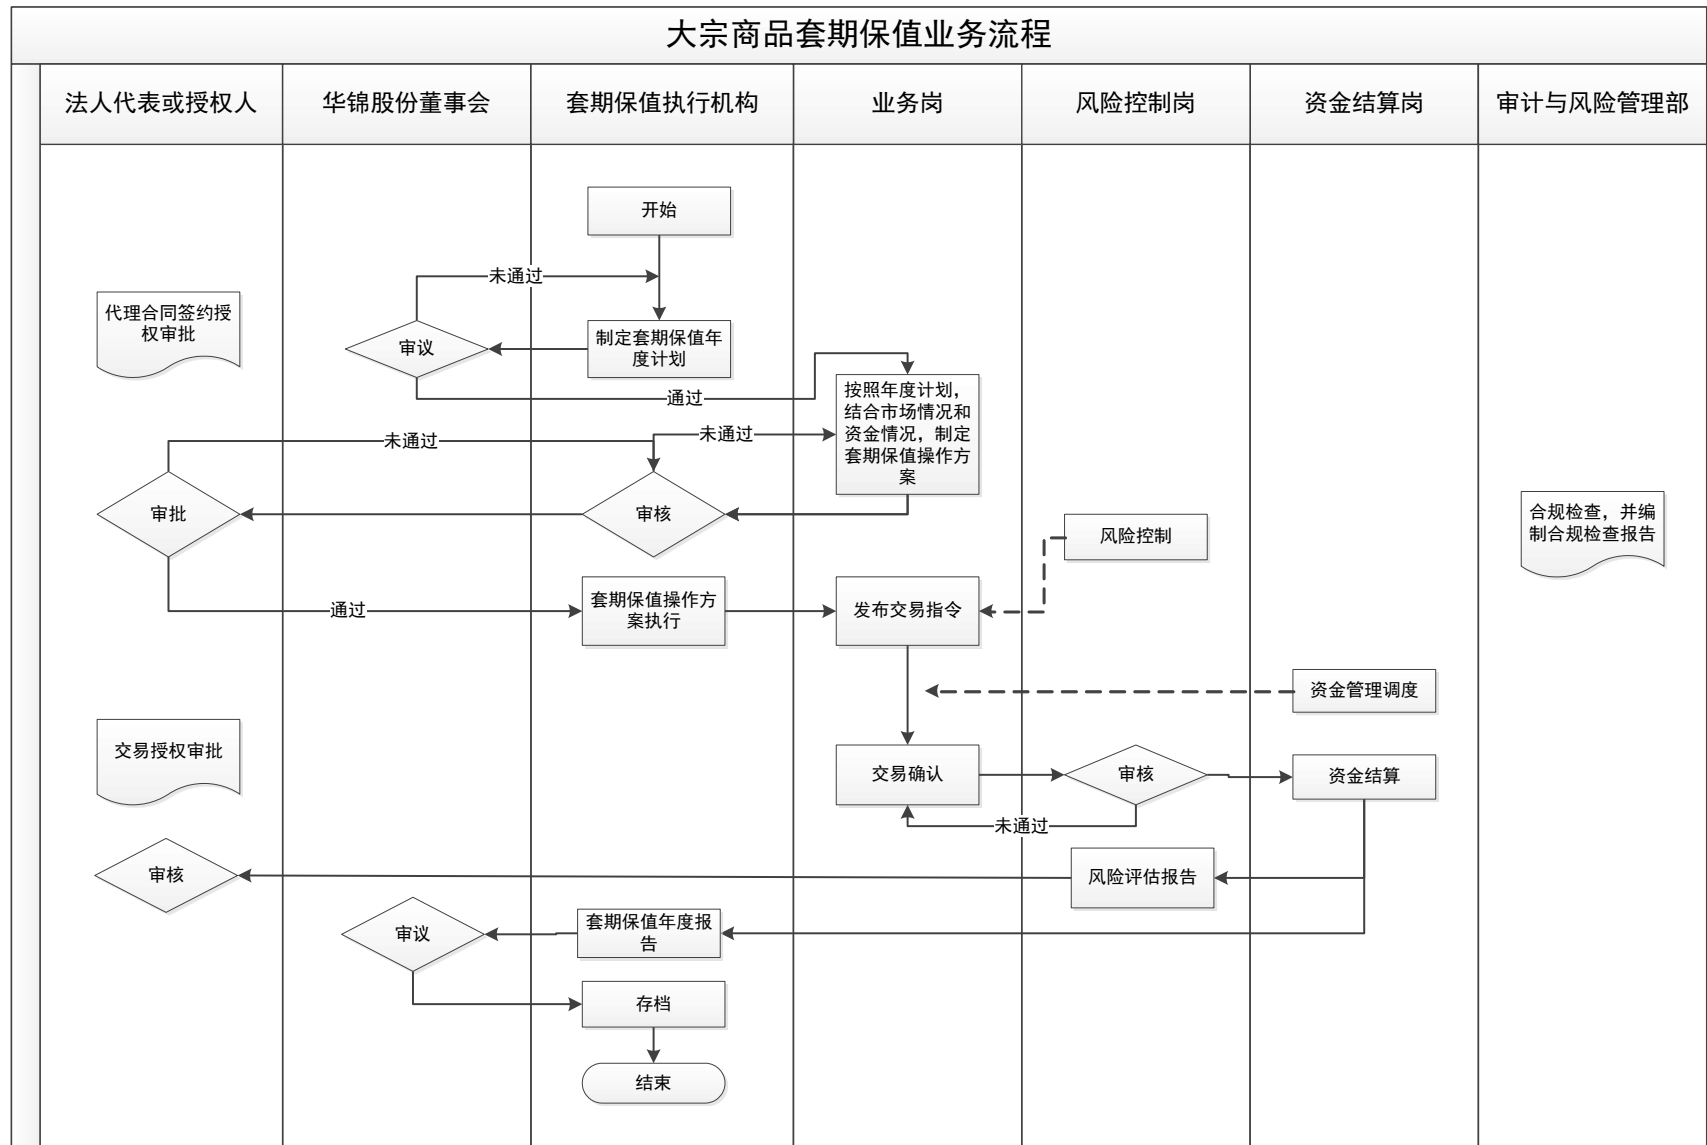 大宗商品套期保值业务流程
法人代表或授权人
华锦股份董事会
套期保值执行机构
业务岗
风险控制岗
资金结算岗
审计与风险管理部
开始
未通过
代理合同签约授
权审批
审议
制定套期保值年
度计划
通过
按照年度计划，
结合市场情况和
资金情况，制定
套期保值操作方
案
未通过
未通过
审批
审核
风险控制
合规检查，并编
制合规检查报告
通过
套期保值操作方
案执行
发布交易指令
资金管理调度
交易授权审批
交易确认
审核
资金结算
未通过
审核
风险评估报告
审议
套期保值年度报
告
存档
结束